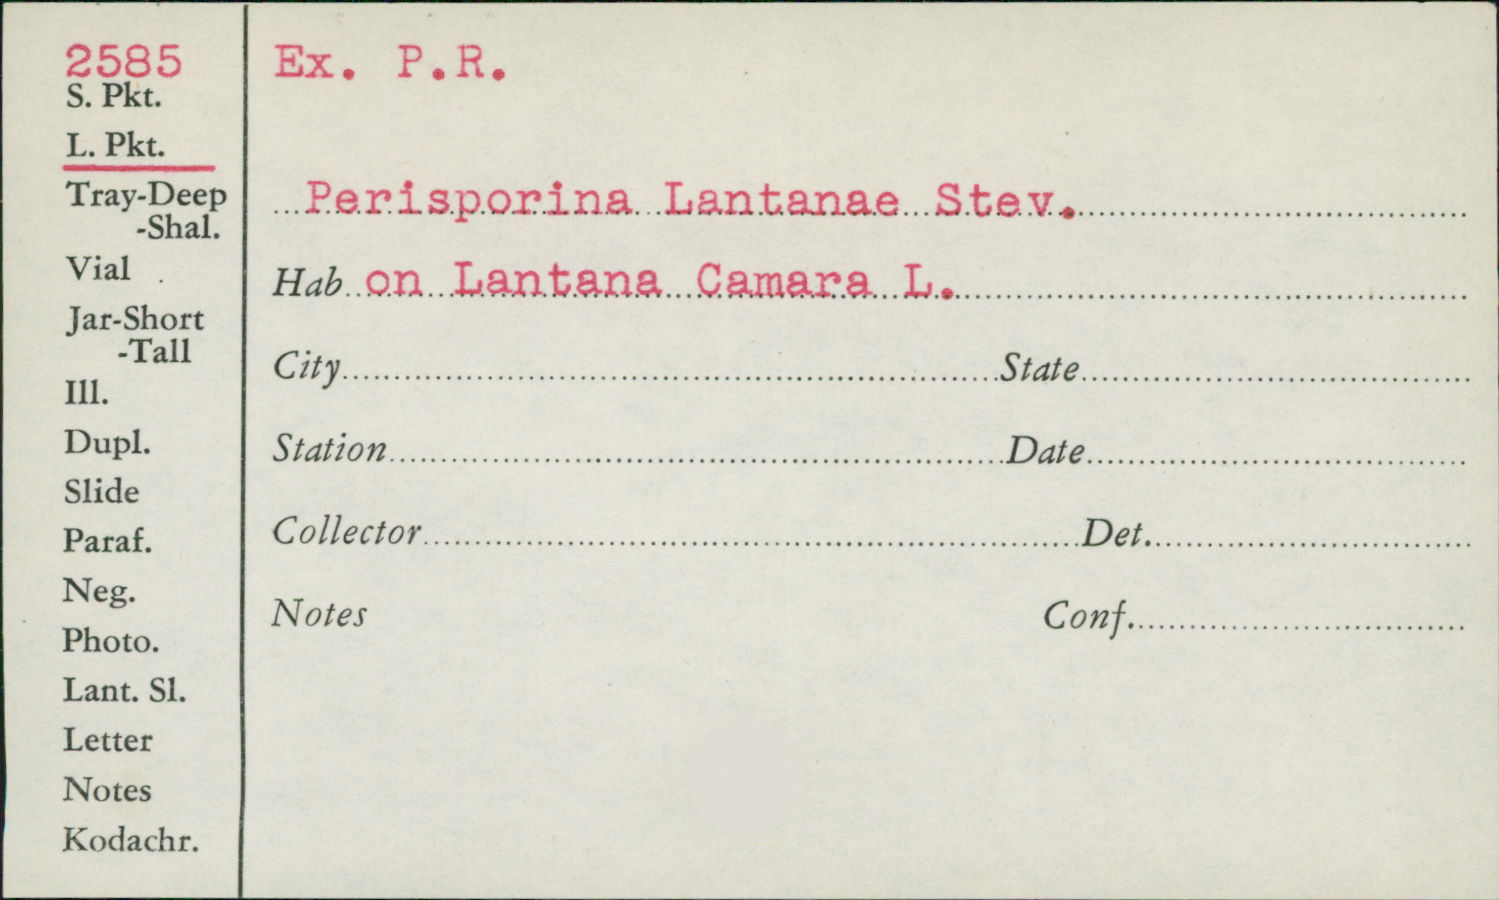 2585
S. Pkt.
L. Pkt.
Tray-Deep
-Shal.
Vial
Jar-Short
-Tall
Ill.
Dupl.
Slide
Paraf.
Neg.
Photo.
Lant. Sl.
Letter
Notes
Kodachr.
Ex. P.R.
Perisporina Lantanae Stev.
Hab on Lantana Camara L.
City State
Station Date
Collector Det.
Notes Conf.